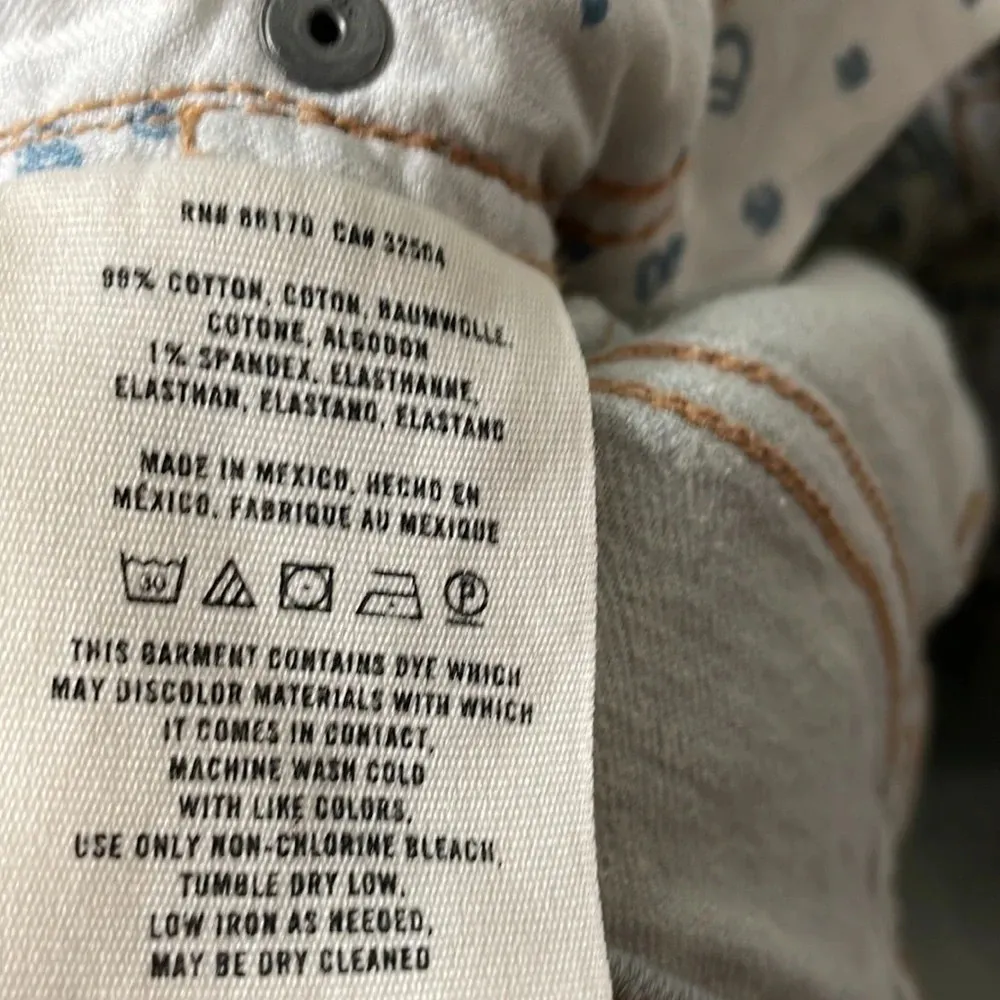 RN# 66170 CA# 32504
99% COTTON, COTON, BAUMWOLLE,
COTONE, ALGODON
1% SPANDEX, ELASTHANNE,
ELASTHAN, ELASTANO, ELASTANO
MADE IN MEXICO, HECHO EN
MÉXICO, FABRIQUE AU MEXIQUE
30
P
THIS GARMENT CONTAINS DYE WHICH
MAY DISCOLOR MATERIALS WITH WHICH
IT COMES IN CONTACT,
MACHINE WASH COLD
WITH LIKE COLORS,
USE ONLY NON-CHLORINE BLEACH,
TUMBLE DRY LOW,
LOW IRON AS NEEDED,
MAY BE DRY CLEANED